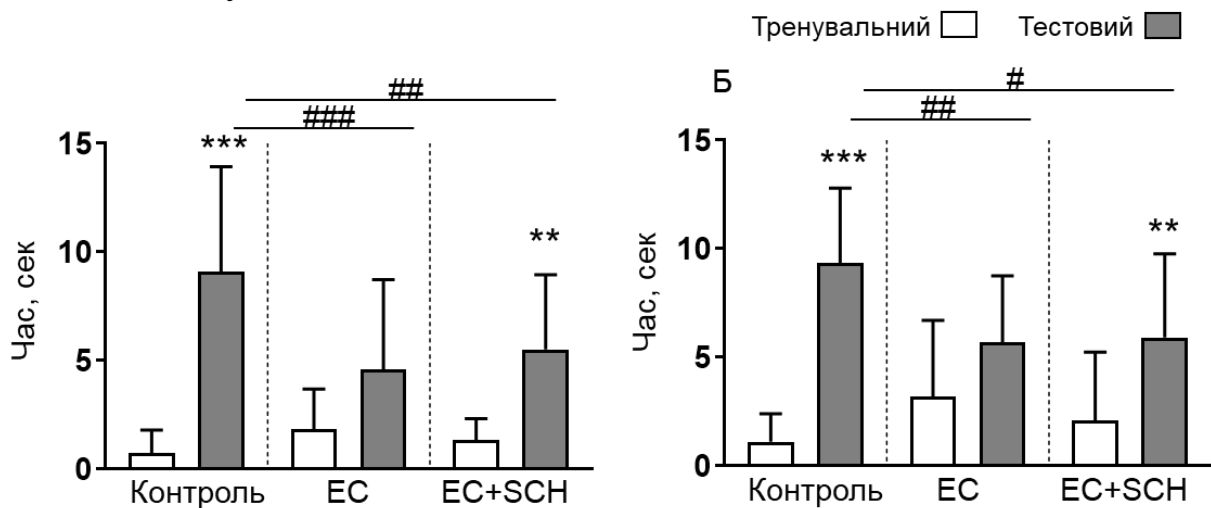 Тренувальний Тестовий
Б
##
###
#
##
15
10
5
0
Час, сек
***
**
Контроль
ЕС
ЕС+SCH
15
10
5
0
Час, сек
***
**
Контроль
ЕС
ЕС+SCH